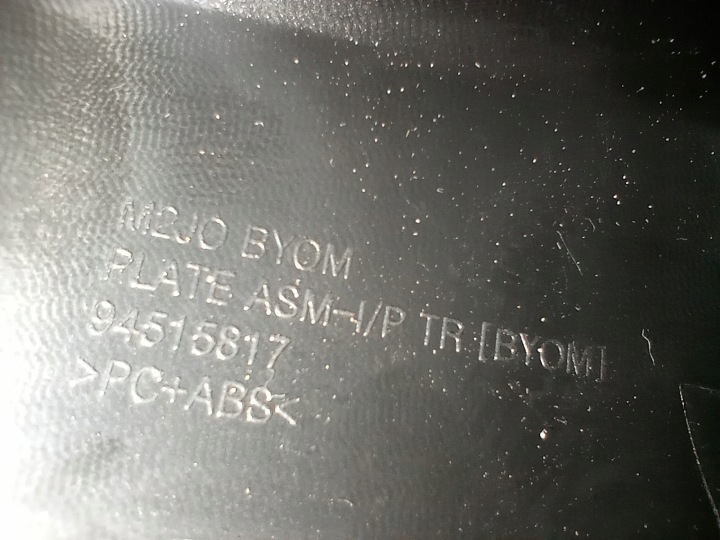 M2JO BYOM
PLATE ASM-I/P TR [BYOM]
94515817
>PC+ABS<